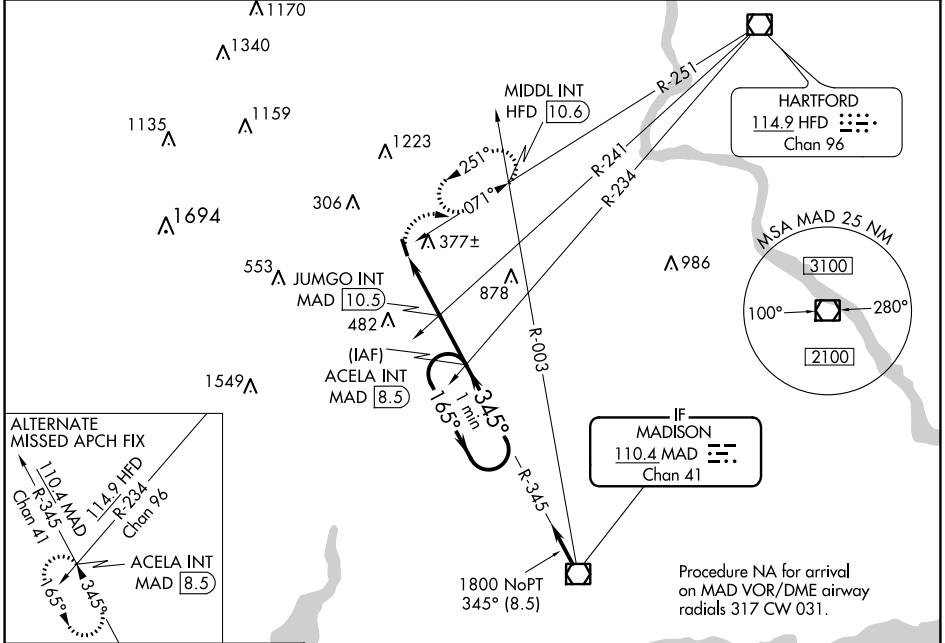 1170
1340
1159
1135
1223
306
1694
377±
553
482
878
986
1549
MIDDL INT
HFD 10.6
R-251
R-241
R-234
HARTFORD
114.9 HFD
Chan 96
251°
071°
JUMGO INT
MAD 10.5
(IAF)
ACELA INT
MAD 8.5
1 min
165°
345°
R-003
R-345
MSA MAD 25 NM
3100
100°
280°
2100
IF
MADISON
110.4 MAD
Chan 41
1800 NoPT
345° (8.5)
Procedure NA for arrival
on MAD VOR/DME airway
radials 317 CW 031.
ALTERNATE
MISSED APCH FIX
110.4 MAD
R-345
Chan 41
114.9 HFD
R-234
Chan 96
ACELA INT
MAD 8.5
165°
345°